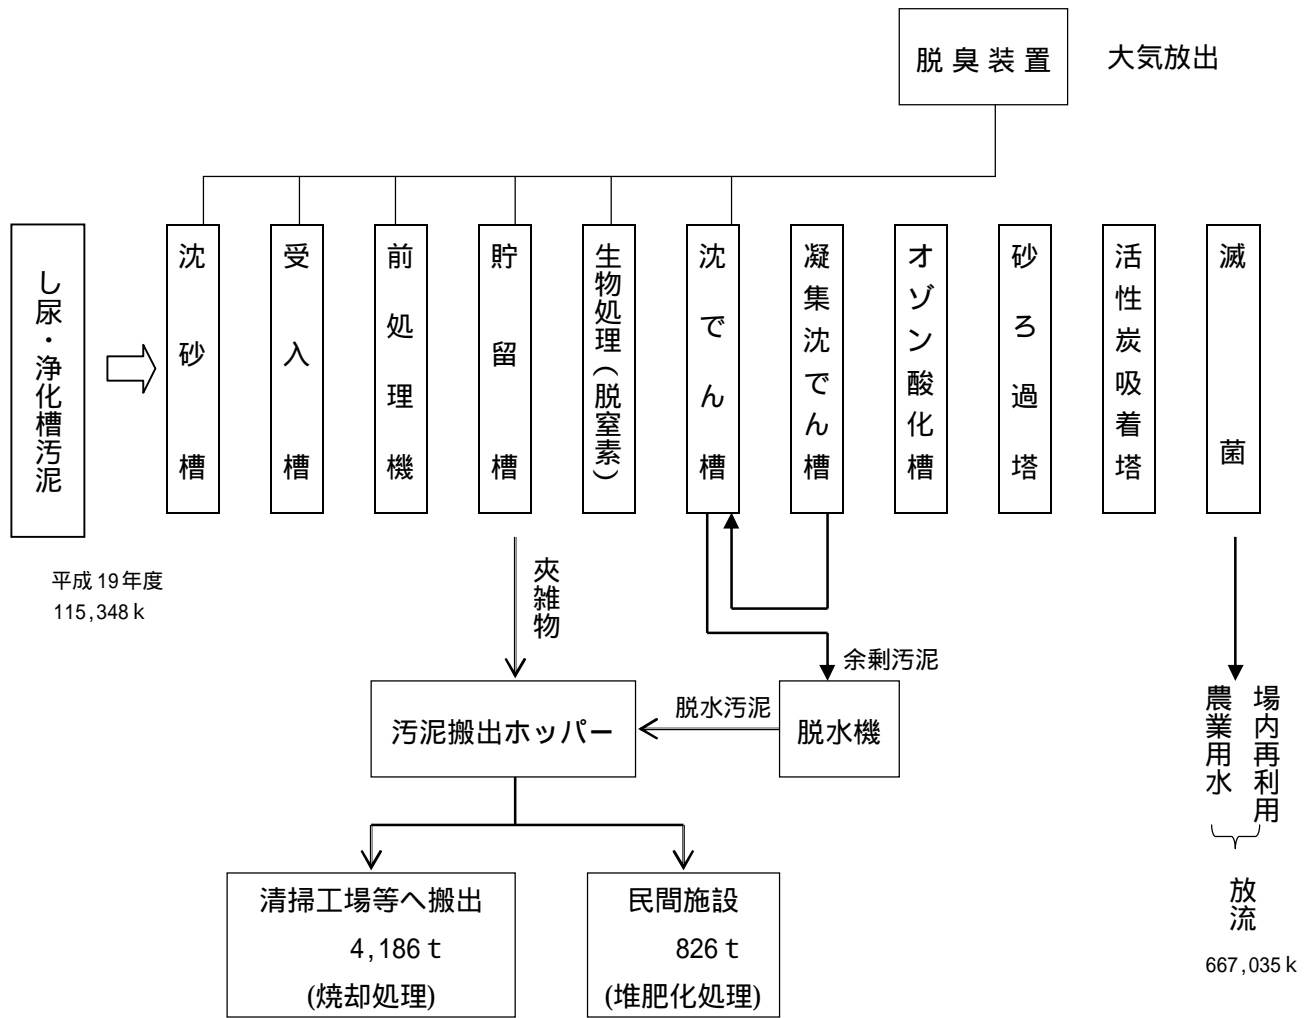 脱臭装置
大気放出
し尿・浄化槽汚泥
沈砂槽
受入槽
前処理機
貯留槽
生物処理(脱窒素)
沈でん槽
凝集沈でん槽
オゾン酸化槽
砂ろ過塔
活性炭吸着塔
滅菌
平成19年度
115,348k
夾雑物
余剰汚泥
脱水汚泥
汚泥搬出ホッパー
脱水機
場内再利用
農業用水
放流
667,035k
清掃工場等へ搬出
4,186t
(焼却処理)
民間施設
826t
(堆肥化処理)